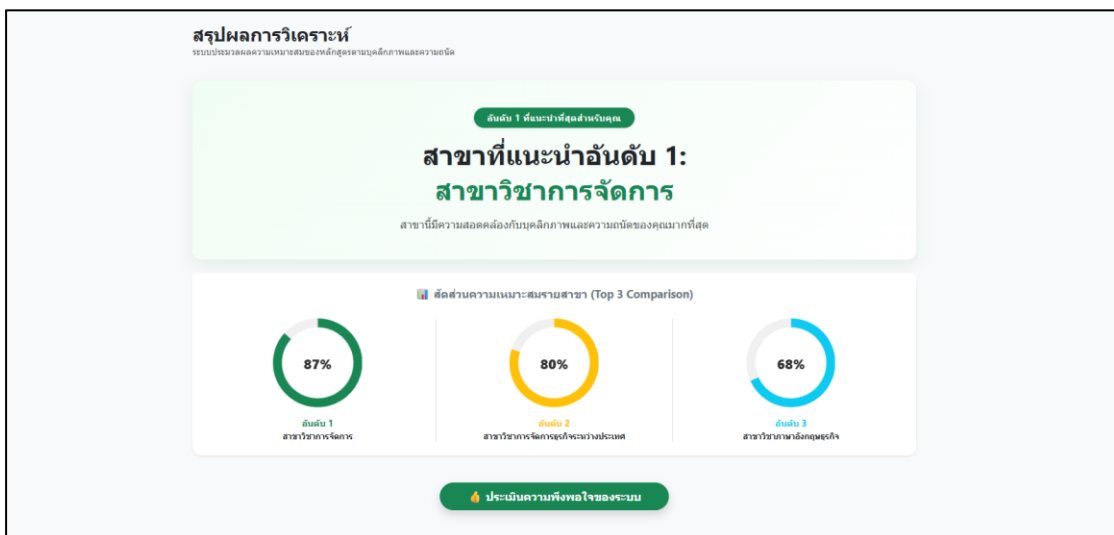 สรุปผลการวิเคราะห์
ระบบประมวลผลความเหมาะสมของหลักสูตรตามบุคลิกภาพและความถนัด
อันดับ 1 ที่แนะนำที่สุดสำหรับคุณ
สาขาที่แนะนำอันดับ 1:
สาขาวิชาการจัดการ
สาขานี้มีความสอดคล้องกับบุคลิกภาพและความถนัดของคุณมากที่สุด
สัดส่วนความเหมาะสมรายสาขา (Top 3 Comparison)
87% 80% 68%
อันดับ 1 อันดับ 2 อันดับ 3
สาขาวิชาการจัดการ สาขาวิชาการจัดการธุรกิจระหว่างประเทศ สาขาวิชาภาษาอังกฤษธุรกิจ
ประเมินความพึงพอใจของระบบ